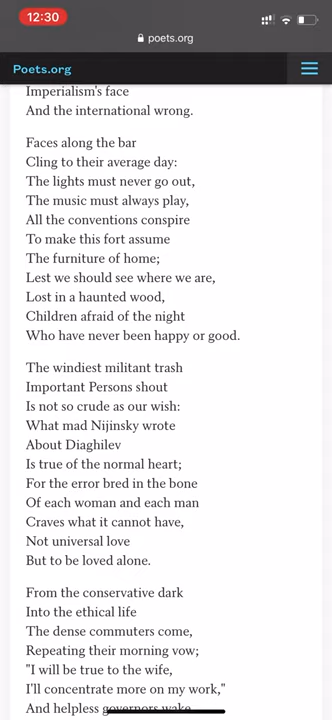 12:30
poets.org
Poets.org
Imperialism's face
And the international wrong.
Faces along the bar
Cling to their average day:
The lights must never go out,
The music must always play,
All the conventions conspire
To make this fort assume
The furniture of home;
Lest we should see where we are,
Lost in a haunted wood,
Children afraid of the night
Who have never been happy or good.
The windiest militant trash
Important Persons shout
Is not so crude as our wish:
What mad Nijinsky wrote
About Diaghilev
Is true of the normal heart;
For the error bred in the bone
Of each woman and each man
Craves what it cannot have,
Not universal love
But to be loved alone.
From the conservative dark
Into the ethical life
The dense commuters come,
Repeating their morning vow;
"I will be true to the wife,
I'll concentrate more on my work,"
And helpless governors wake